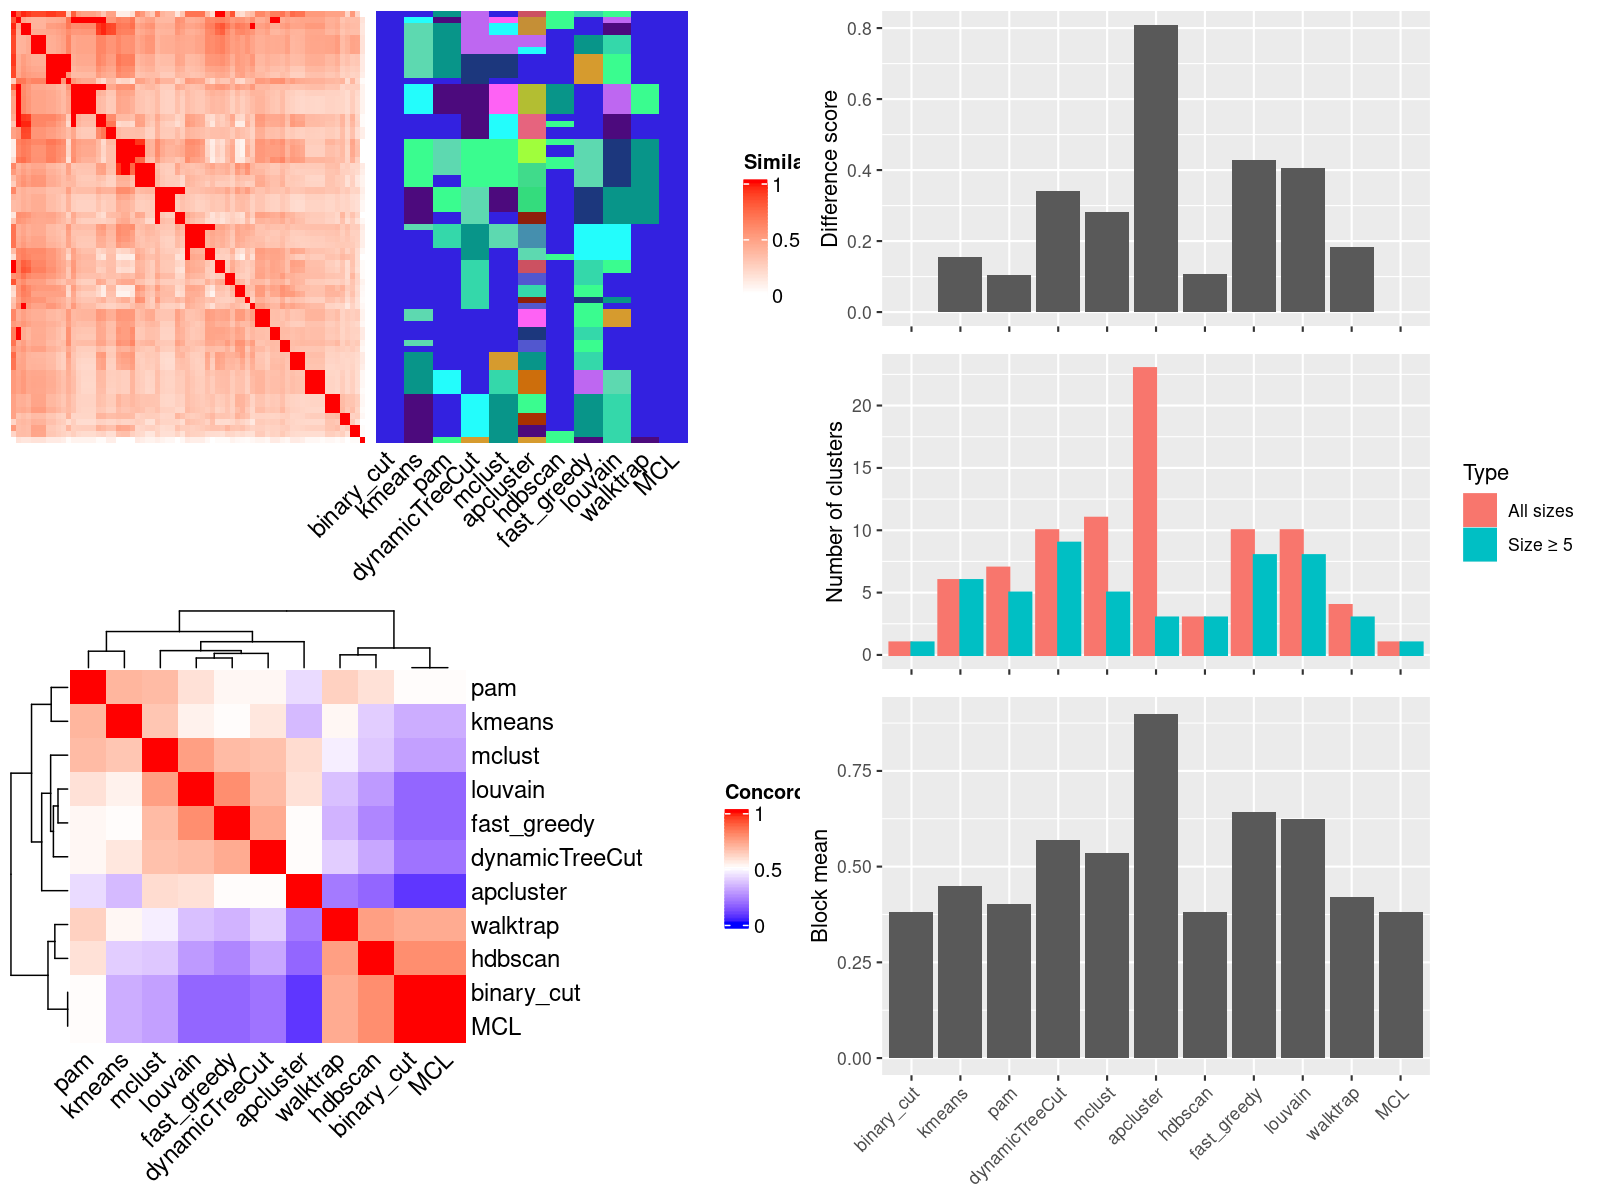 Simila
1
0.5
0
binary_cut
kmeans
pam
dynamicTreeCut
mclust
apcluster
hdbscan
fast_greedy
louvain
walktrap
MCL
pam
kmeans
mclust
louvain
fast_greedy
dynamicTreeCut
apcluster
walktrap
hdbscan
binary_cut
MCL
pam
kmeans
mclust
louvain
fast_greedy
dynamicTreeCut
apcluster
walktrap
hdbscan
binary_cut
MCL
Concord
1
0.5
0
Difference score
0.8
0.6
0.4
0.2
0.0
Number of clusters
20
15
10
5
0
Type
All sizes
Size ≥ 5
Block mean
0.75
0.50
0.25
0.00
binary_cut
kmeans
pam
dynamicTreeCut
mclust
apcluster
hdbscan
fast_greedy
louvain
walktrap
MCL